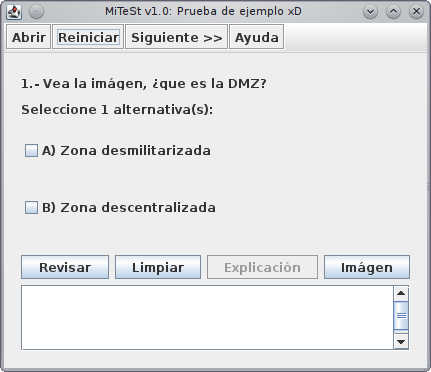 MiTeSt v1.0: Prueba de ejemplo xD
Abrir Reiniciar Siguiente >> Ayuda
1.- Vea la imágen, ¿que es la DMZ?
Seleccione 1 alternativa(s):
A) Zona desmilitarizada
B) Zona descentralizada
Revisar Limpiar Explicación Imágen